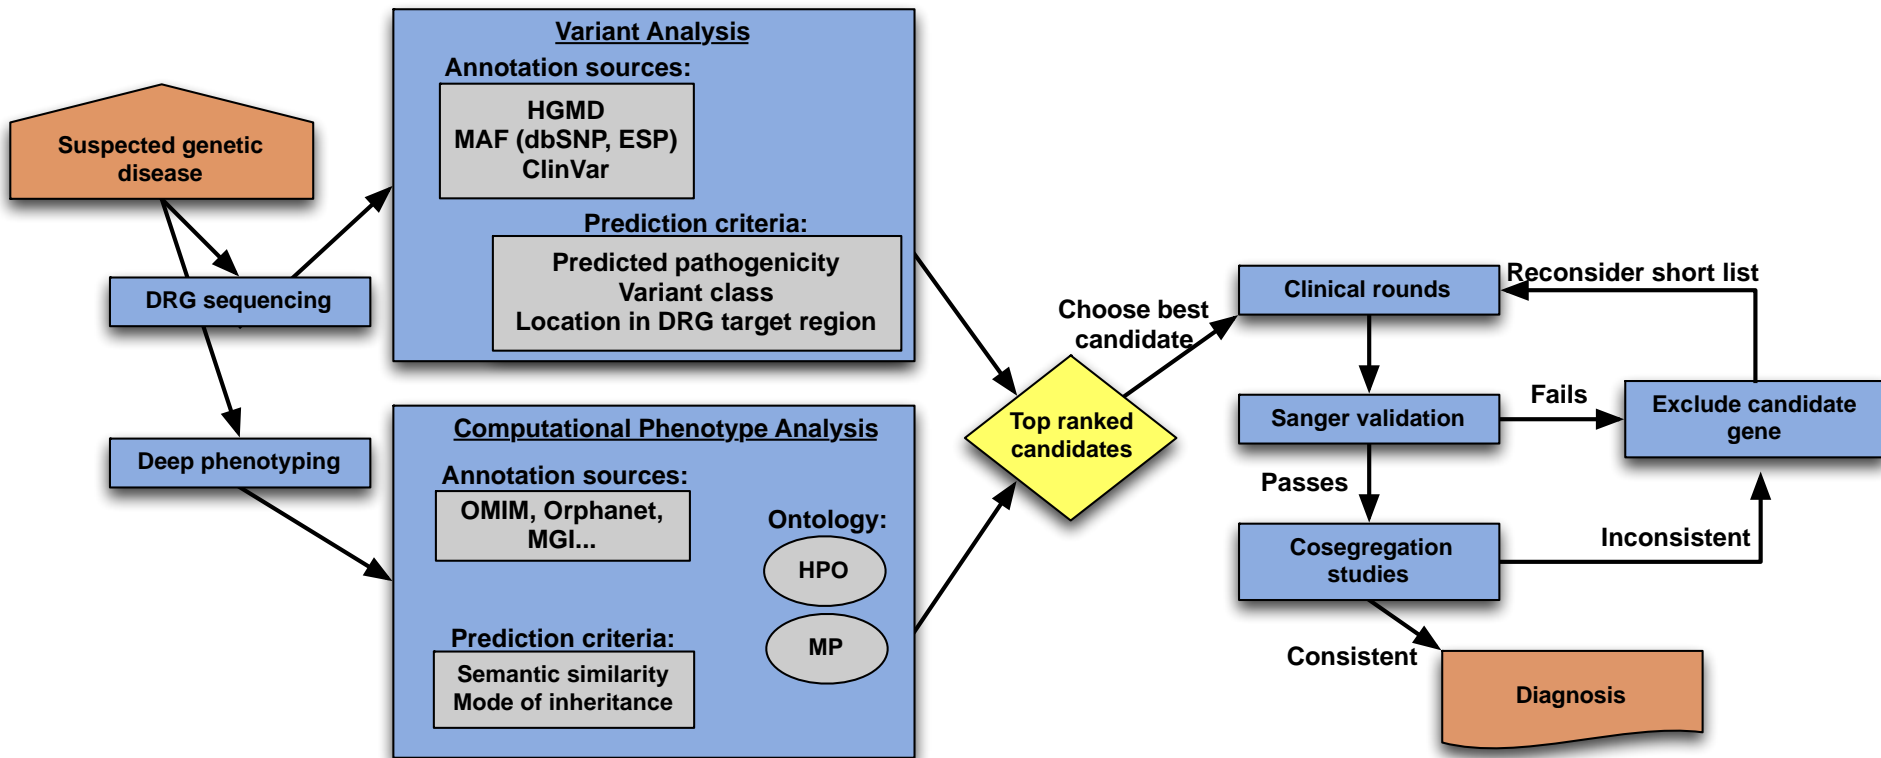 Suspected genetic
disease
DRG sequencing
Deep phenotyping
Variant Analysis
Annotation sources:
HGMD
MAF (dbSNP, ESP)
ClinVar
Prediction criteria:
Predicted pathogenicity
Variant class
Location in DRG target region
Computational Phenotype Analysis
Annotation sources:
OMIM, Orphanet,
MGI...
Ontology:
HPO
MP
Prediction criteria:
Semantic similarity
Mode of inheritance
Top ranked
candidates
Choose best
candidate
Clinical rounds
Reconsider short list
Sanger validation
Fails
Exclude candidate
gene
Passes
Cosegregation
studies
Inconsistent
Consistent
Diagnosis